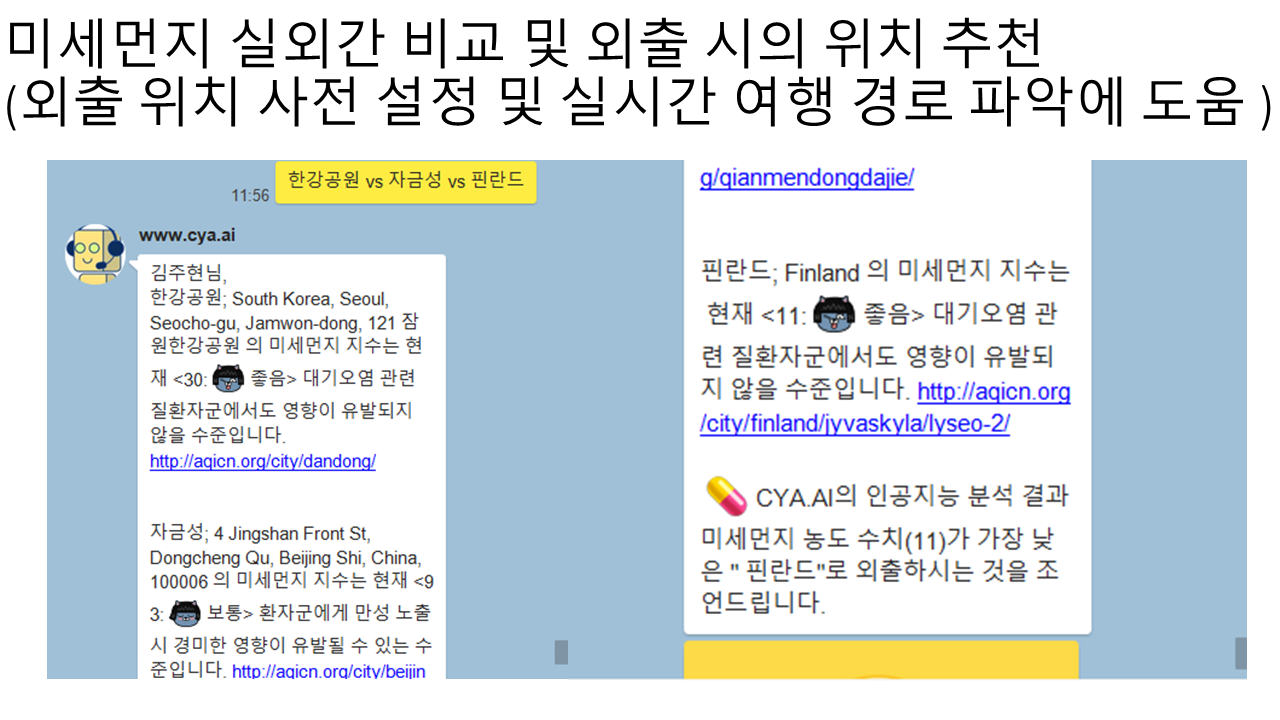 미세먼지 실외간 비교 및 외출 시의 위치 추천
(외출 위치 사전 설정 및 실시간 여행 경로 파악에 도움 )
한강공원 vs 자금성 vs 핀란드
11:56
www.cya.ai
김주현님,
한강공원; South Korea, Seoul,
Seocho-gu, Jamwon-dong, 121 잠
원한강공원 의 미세먼지 지수는 현
재 <30: 좋음> 대기오염 관련
질환자군에서도 영향이 유발되지
않을 수준입니다.
http://aqicn.org/city/dandong/
자금성; 4 Jingshan Front St,
Dongcheng Qu, Beijing Shi, China,
100006 의 미세먼지 지수는 현재 <9
3: 보통> 환자군에게 만성 노출
시 경미한 영향이 유발될 수 있는 수
준입니다. http://aqicn.org/city/beijin
g/qianmendongdajie/
핀란드; Finland 의 미세먼지 지수는
현재 <11: 좋음> 대기오염 관
련 질환자군에서도 영향이 유발되
지 않을 수준입니다. http://aqicn.org
/city/finland/jyvaskyla/lyseo-2/
CYA.AI의 인공지능 분석 결과
미세먼지 농도 수치(11)가 가장 낮
은 " 핀란드"로 외출하시는 것을 조
언드립니다.